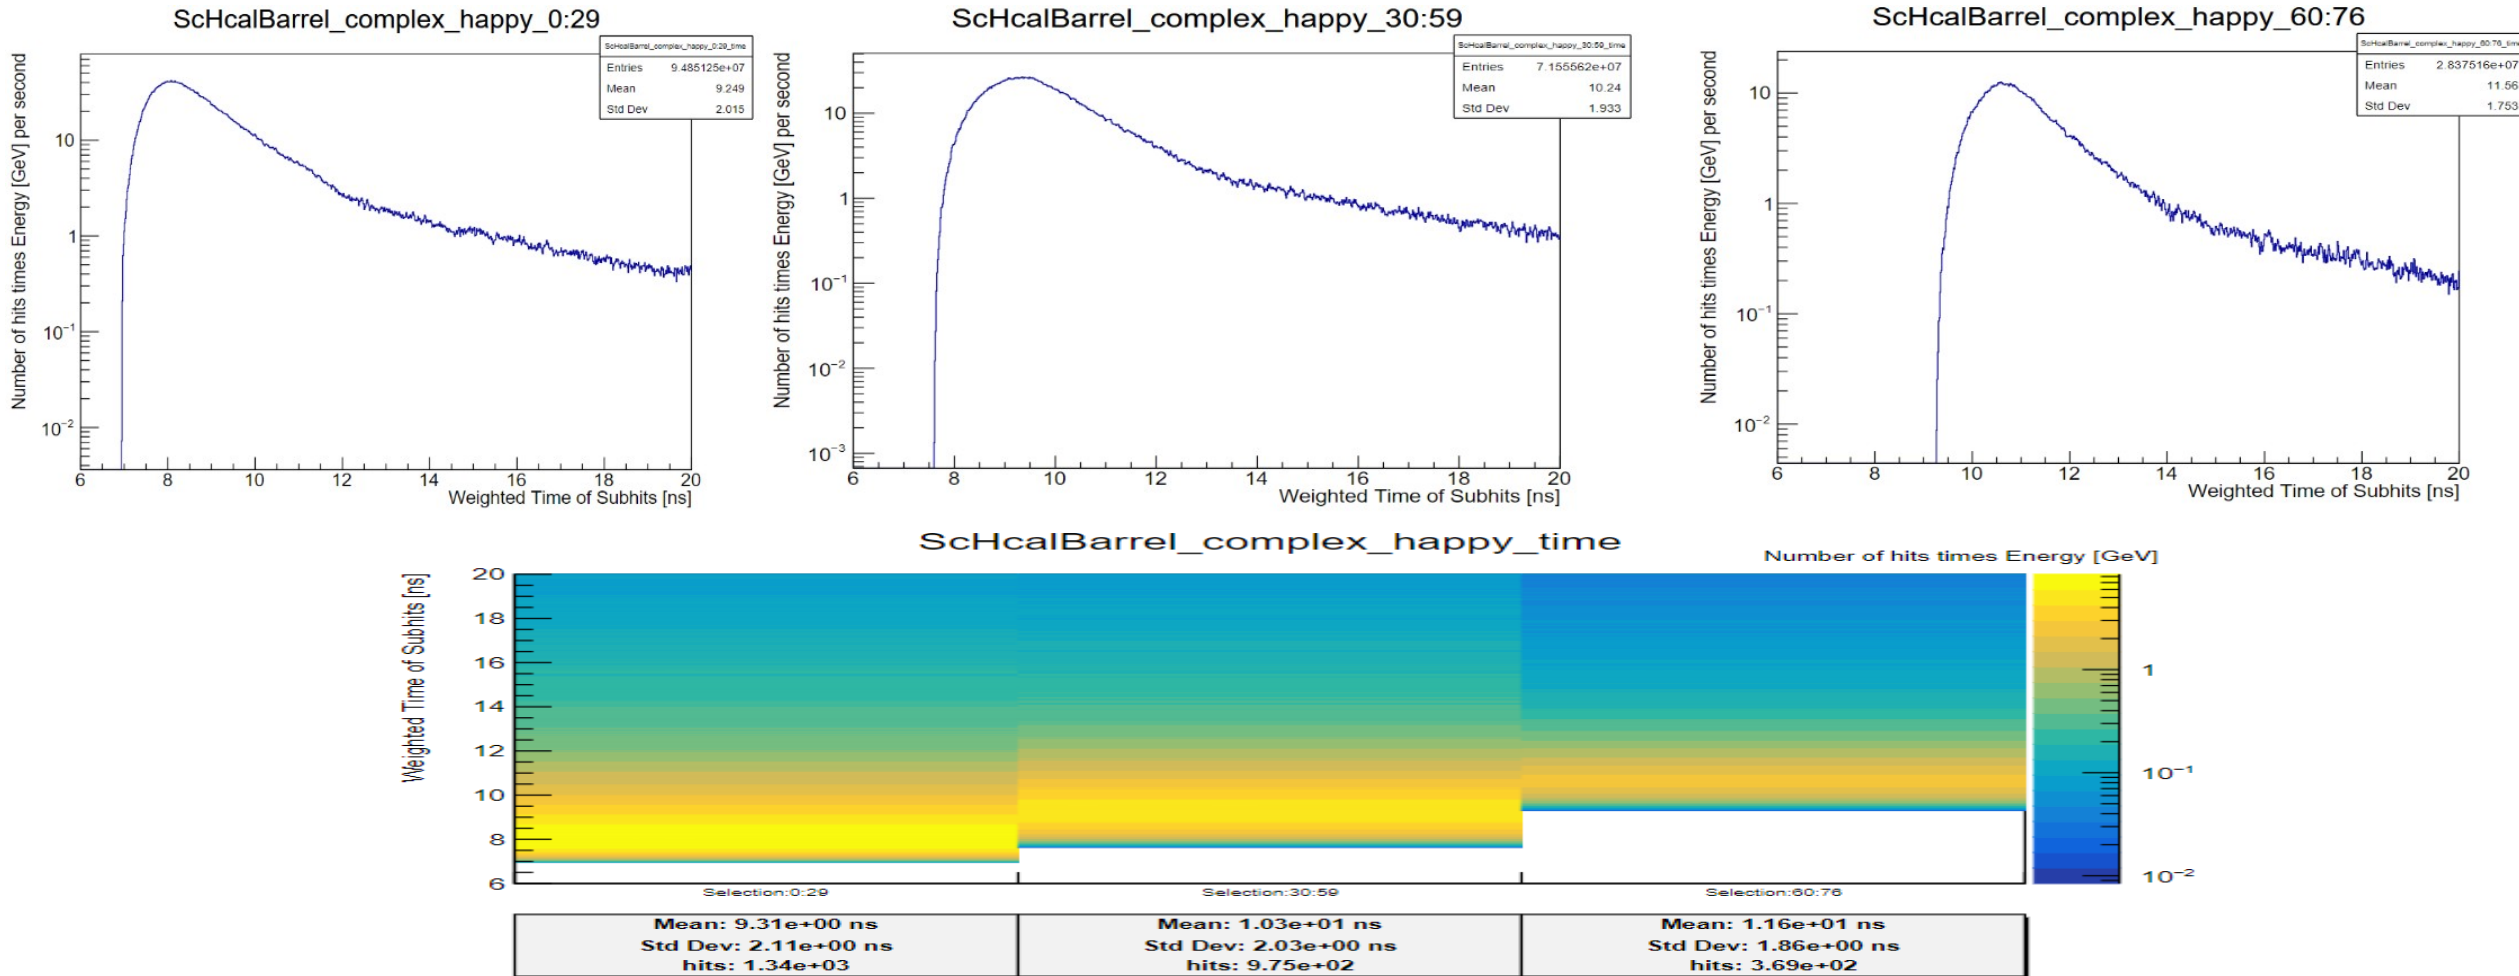 ScHcalBarrel_complex_happy_0:29
ScHcalBarrel_complex_happy_0:29_time
Entries 9.485125e+07
Mean 9.249
Std Dev 2.015
Number of hits times Energy [GeV] per second
10
1
10⁻¹
10⁻²
6 8 10 12 14 16 18 20
Weighted Time of Subhits [ns]
ScHcalBarrel_complex_happy_30:59
ScHcalBarrel_complex_happy_30:59_time
Entries 7.155562e+07
Mean 10.24
Std Dev 1.933
Number of hits times Energy [GeV] per second
10
1
10⁻¹
10⁻²
10⁻³
6 8 10 12 14 16 18 20
Weighted Time of Subhits [ns]
ScHcalBarrel_complex_happy_60:76
ScHcalBarrel_complex_happy_60:76_time
Entries 2.837516e+07
Mean 11.56
Std Dev 1.753
Number of hits times Energy [GeV] per second
10
1
10⁻¹
10⁻²
6 8 10 12 14 16 18 20
Weighted Time of Subhits [ns]
ScHcalBarrel_complex_happy_time
Number of hits times Energy [GeV]
Weighted Time of Subhits [ns]
20
18
16
14
12
10
8
6
1
10⁻¹
10⁻²
Selection:0:29 Selection:30:59 Selection:60:76
Mean: 9.31e+00 ns
Std Dev: 2.11e+00 ns
hits: 1.34e+03
Mean: 1.03e+01 ns
Std Dev: 2.03e+00 ns
hits: 9.75e+02
Mean: 1.16e+01 ns
Std Dev: 1.86e+00 ns
hits: 3.69e+02